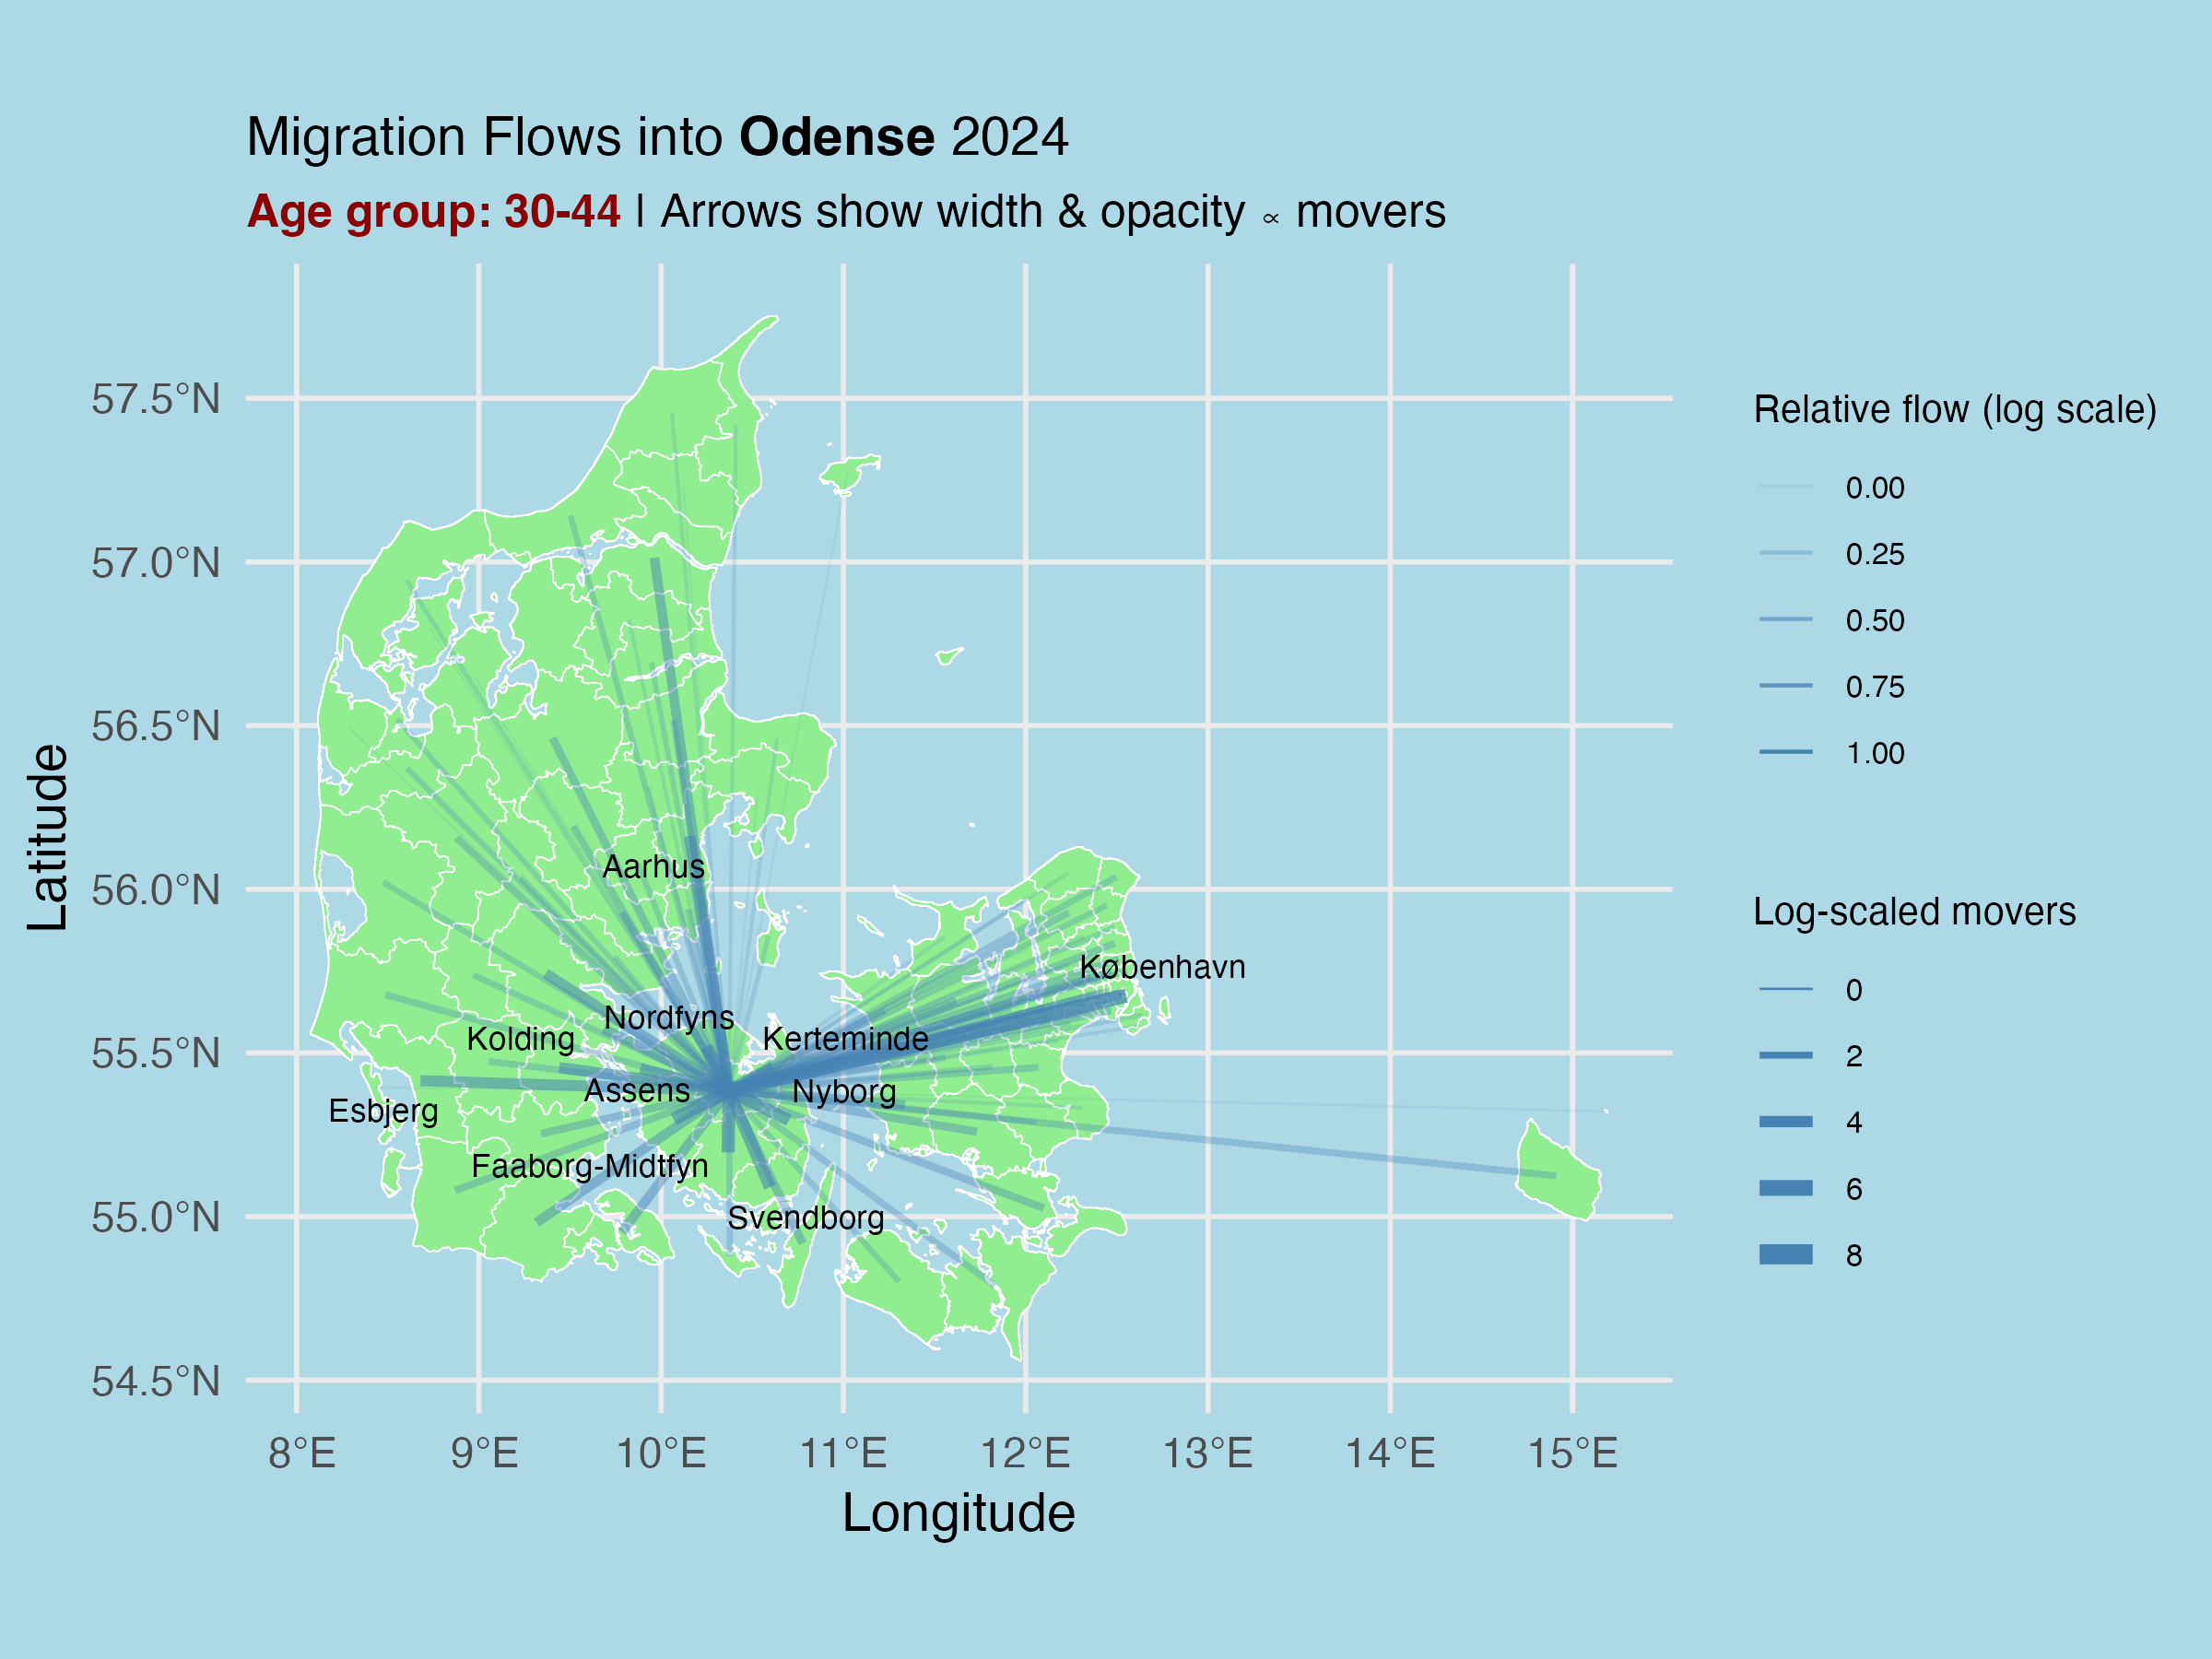 Migration Flows into Odense 2024
Age group: 30-44 | Arrows show width & opacity ∝ movers
57.5°N
57.0°N
56.5°N
56.0°N
55.5°N
55.0°N
54.5°N
Latitude
Aarhus
København
Nordfyns
Kolding
Kerteminde
Assens
Nyborg
Esbjerg
Faaborg-Midtfyn
Svendborg
8°E
9°E
10°E
11°E
12°E
13°E
14°E
15°E
Longitude
Relative flow (log scale)
0.00
0.25
0.50
0.75
1.00
Log-scaled movers
0
2
4
6
8